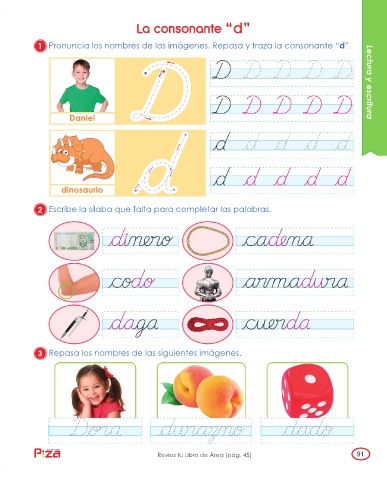 La consonante “d”
1 Pronuncia los nombres de las imágenes. Repasa y traza la consonante “d”.
Lectura y escritura
Daniel
D
D D D D D
D D D D D
dinosaurio
d
d d d d d
d d d d d
2 Escribe la sílaba que falta para completar las palabras.
dinero
cadena
codo
armadura
daga
cuerda
3 Repasa los nombres de las siguientes imágenes.
Dora
durazno
dado
Pizá
Revisa tu Libro de Área (pág. 45)
91